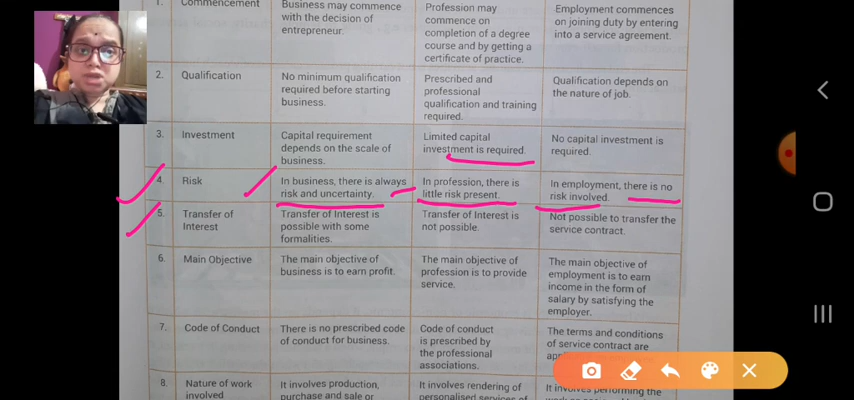 1. Commencement Business may commence with the decision of entrepreneur. Profession may commence on completion of a degree course and by getting a certificate of practice. Employment commences on joining duty by entering into a service agreement.
2. Qualification No minimum qualification required before starting business. Prescribed and professional qualification and training required. Qualification depends on the nature of job.
3. Investment Capital requirement depends on the scale of business. Limited capital investment is required. No capital investment is required.
4. Risk In business, there is always risk and uncertainty. In profession, there is little risk present. In employment, there is no risk involved.
5. Transfer of Interest Transfer of Interest is possible with some formalities. Transfer of Interest is not possible. Not possible to transfer the service contract.
6. Main Objective The main objective of business is to earn profit. The main objective of profession is to provide service. The main objective of employment is to earn income in the form of salary by satisfying the employer.
7. Code of Conduct There is no prescribed code of conduct for business. Code of conduct is prescribed by the professional associations. The terms and conditions of service contract are
8. Nature of work involved It involves production, purchase and sale or It involves rendering of personalised services of It involves performing the